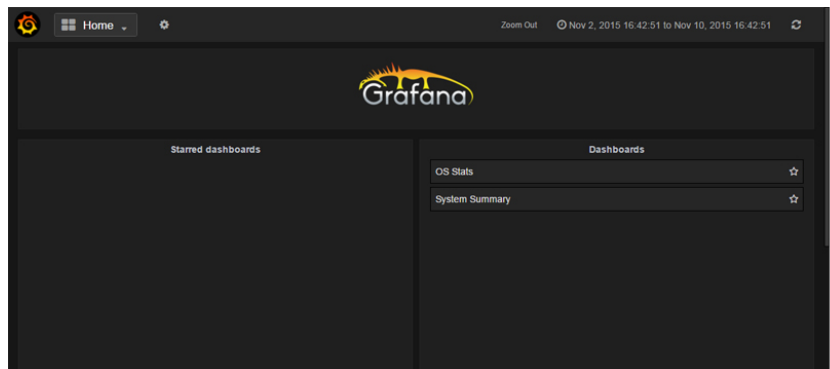 Home
Zoom Out
Nov 2, 2015 16:42:51 to Nov 10, 2015 16:42:51
Grafana
Starred dashboards
Dashboards
OS Stats
System Summary